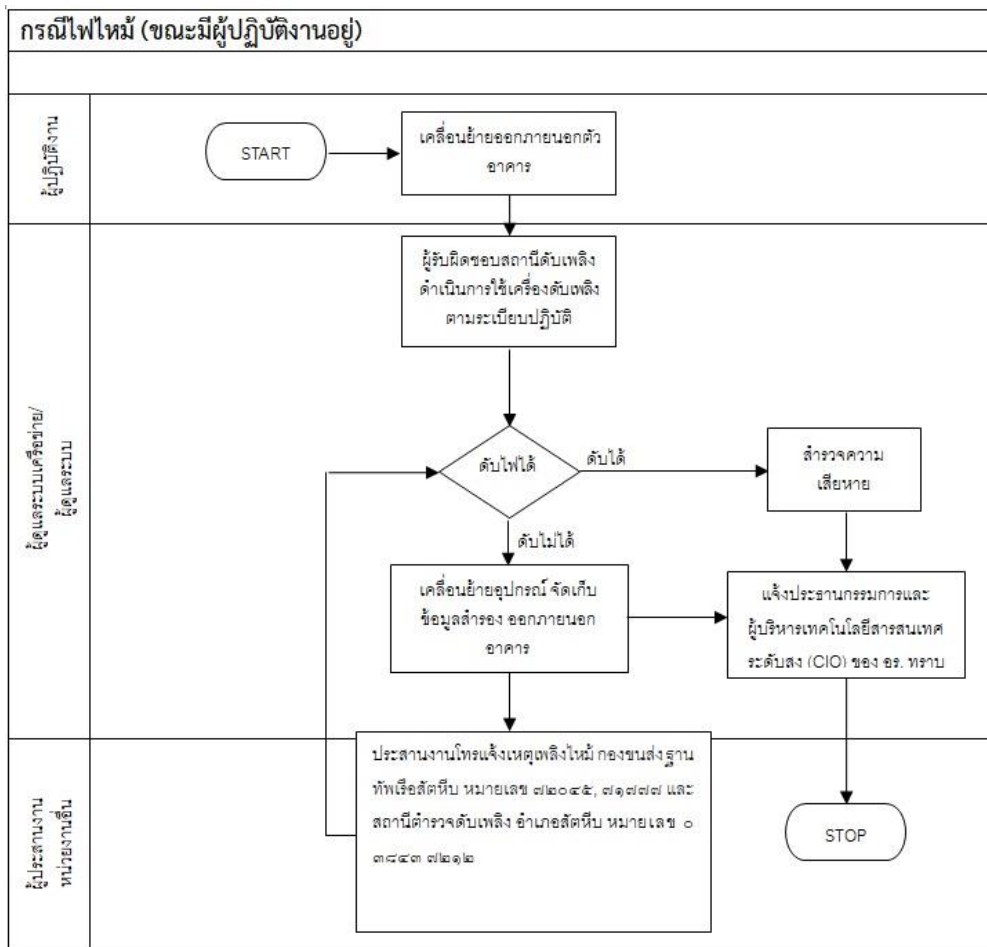 กรณีไฟไหม้ (ขณะมีผู้ปฏิบัติงานอยู่)
ผู้ปฏิบัติงาน
START
เคลื่อนย้ายออกภายนอกตัว
อาคาร
ผู้ดูแลระบบเครือข่าย/
ผู้ดูแลระบบ
ผู้รับผิดชอบสถานีดับเพลิง
ดำเนินการใช้เครื่องดับเพลิง
ตามระเบียบปฏิบัติ
ดับไฟได้
ดับได้
สำรวจความ
เสียหาย
ดับไม่ได้
เคลื่อนย้ายอุปกรณ์ จัดเก็บ
ข้อมูลสำรอง ออกภายนอก
อาคาร
แจ้งประธานกรรมการและ
ผู้บริหารเทคโนโลยีสารสนเทศ
ระดับสง (CIO) ของ อร. ทราบ
ผู้ประสานงาน
หน่วยงานอื่น
ประสานงานโทรแจ้งเหตุเพลิงไหม้ กองขนส่ง ฐาน
ทัพเรือสัตหีบ หมายเลข ๗๒๐๔๕, ๗๑๗๗๗ และ
สถานีตำรวจดับเพลิง อำเภอสัตหีบ หมายเลข ๐
๓๘๔๓ ๗๒๑๒
STOP